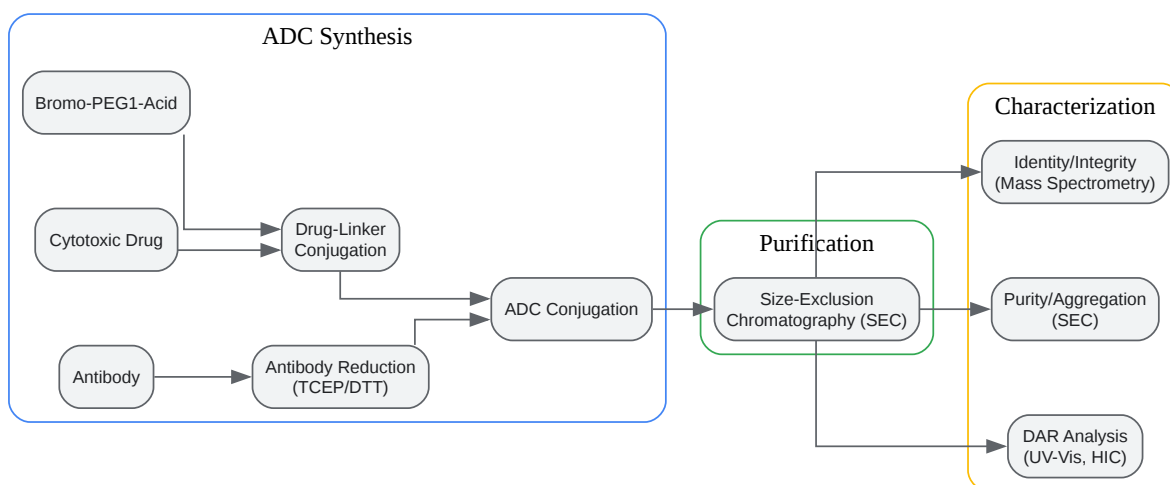 ADC Synthesis
Bromo-PEG1-Acid
Cytotoxic Drug
Drug-Linker
Conjugation
Antibody
Antibody Reduction
(TCEP/DTT)
ADC Conjugation
Purification
Size-Exclusion
Chromatography (SEC)
Characterization
Identity/Integrity
(Mass Spectrometry)
Purity/Aggregation
(SEC)
DAR Analysis
(UV-Vis, HIC)